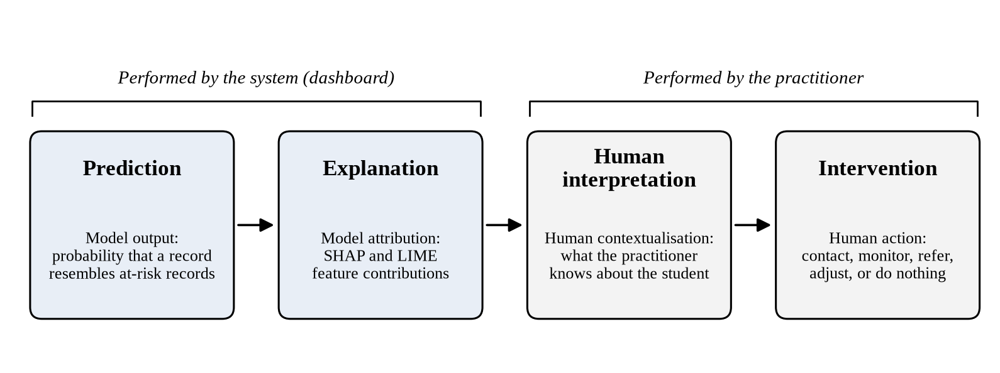 Performed by the system (dashboard)
Performed by the practitioner
Prediction
Model output:
probability that a record
resembles at-risk records
Explanation
Model attribution:
SHAP and LIME
feature contributions
Human
interpretation
Human contextualisation:
what the practitioner
knows about the student
Intervention
Human action:
contact, monitor, refer,
adjust, or do nothing